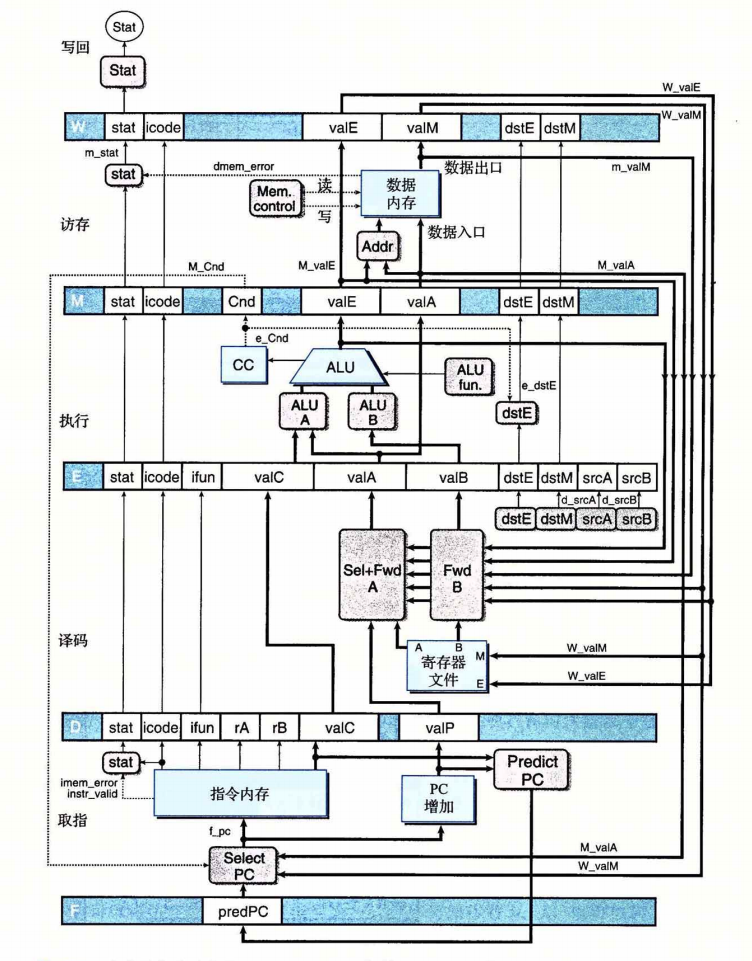 Stat
写回
Stat
W_valE
W stat icode valE valM dstE dstM
W_valM
m_stat
数据出口
m_valM
dmem_error
stat
读
数据
内存
Mem.
control
写
访存
数据入口
Addr
M_Cnd
M_valE
M_valA
M stat icode Cnd valE valA dstE dstM
e_Cnd
CC
ALU
ALU
fun.
e_dstE
ALU
A
ALU
B
dstE
执行
E stat icode ifun valC valA valB dstE dstM srcA srcB
d_srcA d_srcB
dstE dstM srcA srcB
Sel+Fwd
A
Fwd
B
译码
A B
W_valM
寄存器
文件
M
W_valE
E
D stat icode ifun rA rB valC valP
stat
Predict
PC
imem_error
instr_valid
指令内存
PC
增加
取指
f_pc
M_valA
Select
PC
W_valM
F predPC